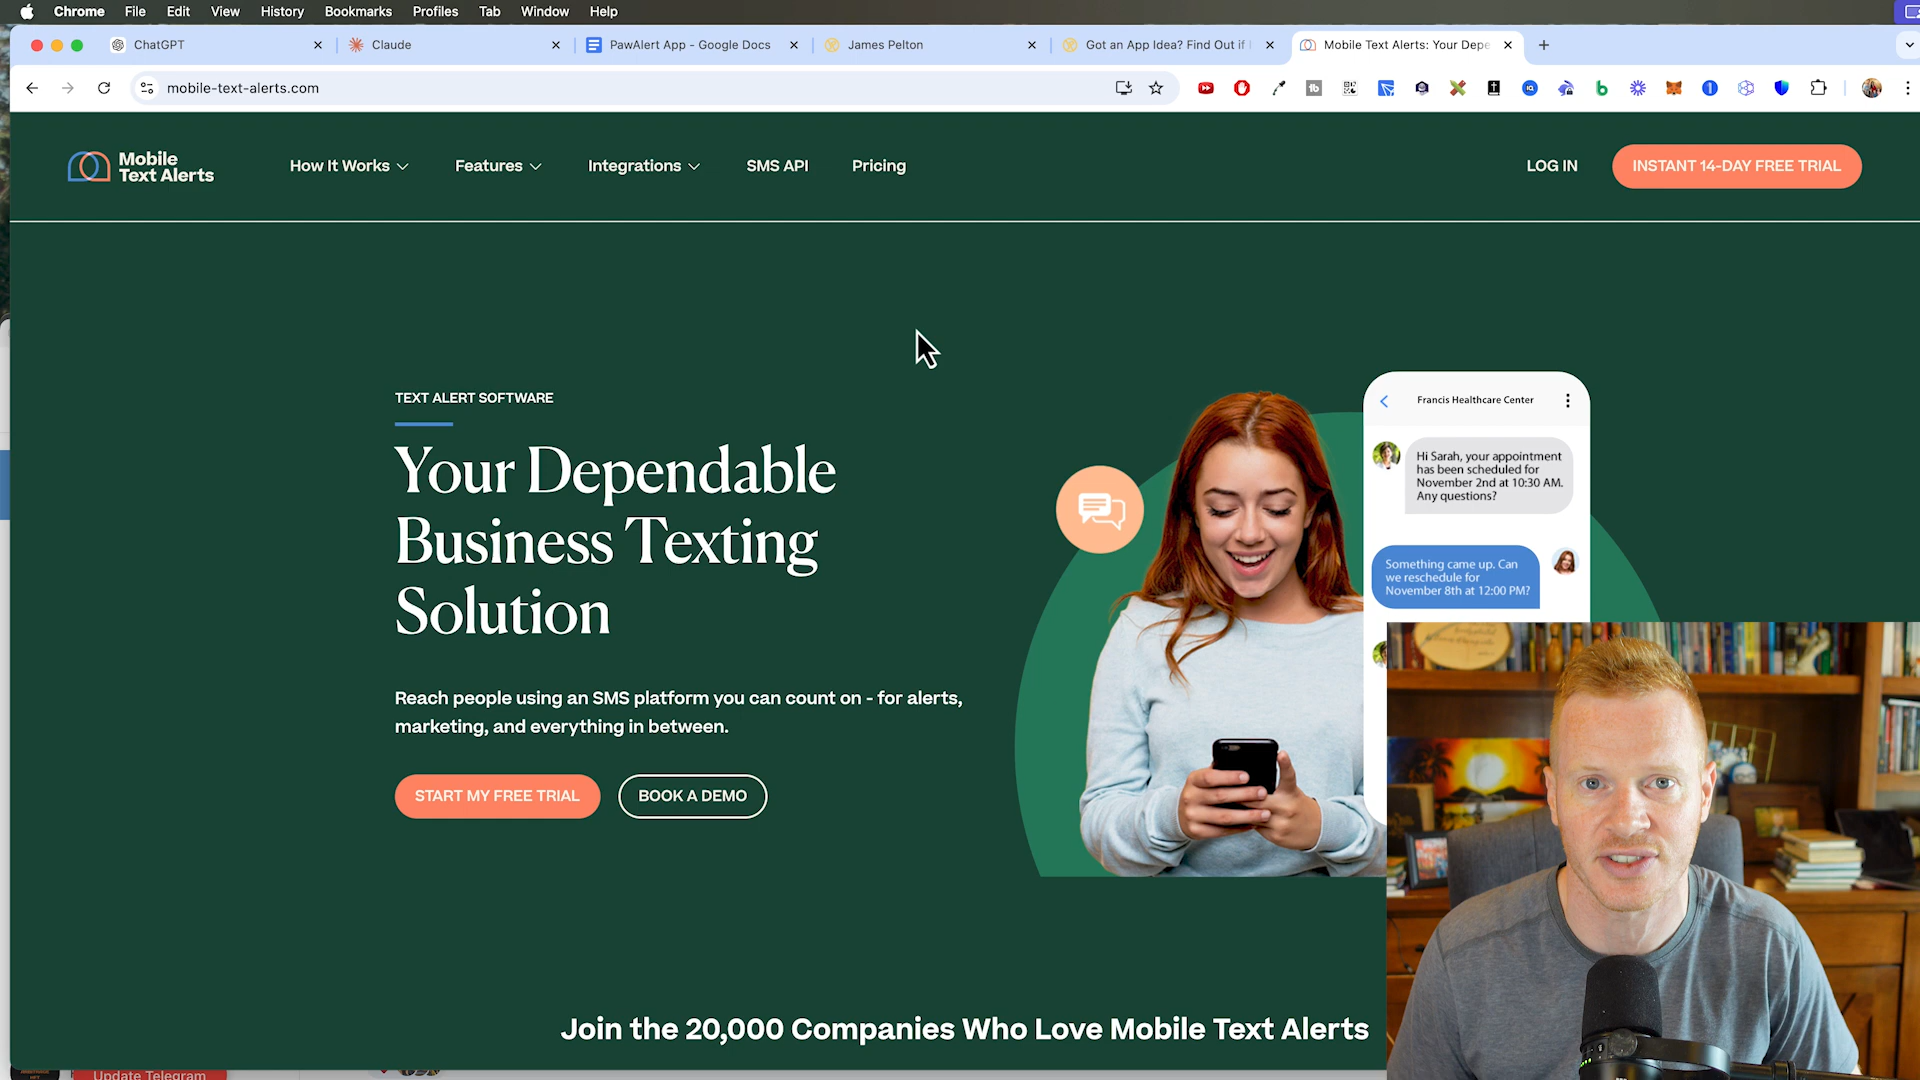 Chrome File Edit View History Bookmarks Profiles Tab Window Help
ChatGPT
Claude
PawAlert App - Google Docs
James Pelton
Got an App Idea? Find Out if
Mobile Text Alerts: Your Depe
mobile-text-alerts.com
Mobile
Text Alerts
How It Works
Features
Integrations
SMS API
Pricing
LOG IN
INSTANT 14-DAY FREE TRIAL
TEXT ALERT SOFTWARE
Your Dependable
Business Texting
Solution
Reach people using an SMS platform you can count on - for alerts,
marketing, and everything in between.
START MY FREE TRIAL
BOOK A DEMO
Francis Healthcare Center
Hi Sarah, your appointment
has been scheduled for
November 2nd at 10:30 AM.
Any questions?
Something came up. Can
we reschedule for
November 8th at 12:00 PM?
Join the 20,000 Companies Who Love Mobile Text Alerts
Update Telegram